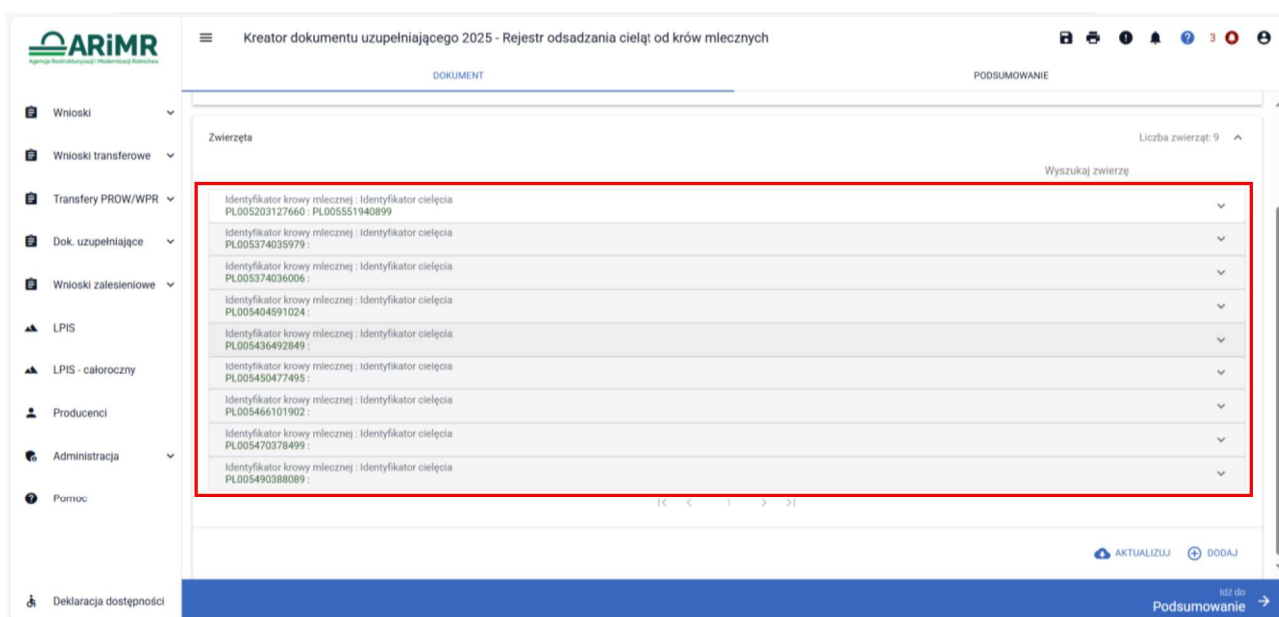 ARiMR
Agencja Restrukturyzacji i Modernizacji Rolnictwa
Kreator dokumentu uzupełniającego 2025 - Rejestr odsadzania cieląt od krów mlecznych
3
DOKUMENT
PODSUMOWANIE
Wnioski
Wnioski transferowe
Transfery PROW/WPR
Dok. uzupełniające
Wnioski zalesieniowe
LPIS
LPIS - całoroczny
Producenci
Administracja
Pomoc
Deklaracja dostępności
Zwierzęta
Liczba zwierząt: 9
Wyszukaj zwierzę
Identyfikator krowy mlecznej : Identyfikator cielęcia
PL005203127660 : PL005551940899
Identyfikator krowy mlecznej : Identyfikator cielęcia
PL005374035979 :
Identyfikator krowy mlecznej : Identyfikator cielęcia
PL005374036006 :
Identyfikator krowy mlecznej : Identyfikator cielęcia
PL005404591024 :
Identyfikator krowy mlecznej : Identyfikator cielęcia
PL005436492849 :
Identyfikator krowy mlecznej : Identyfikator cielęcia
PL005450477495 :
Identyfikator krowy mlecznej : Identyfikator cielęcia
PL005466101902 :
Identyfikator krowy mlecznej : Identyfikator cielęcia
PL005470378499 :
Identyfikator krowy mlecznej : Identyfikator cielęcia
PL005490388089 :
1
AKTUALIZUJ
DODAJ
Idź do
Podsumowanie